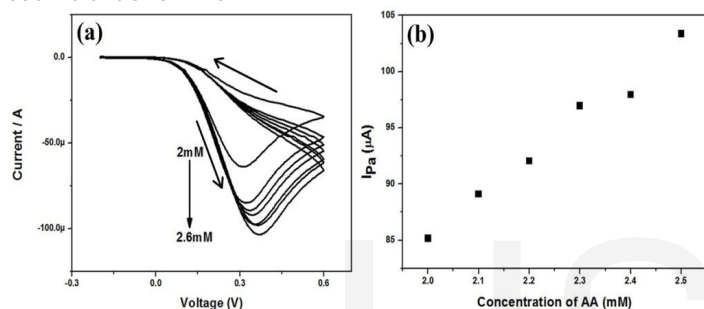 (a)
0.0
-50.0µ
-100.0µ
Current / A
2mM
2.6mM
-0.3
0.0
0.3
0.6
Voltage (V)
(b)
105
100
95
90
85
I_Pa (µA)
2.0
2.1
2.2
2.3
2.4
2.5
Concentration of AA (mM)